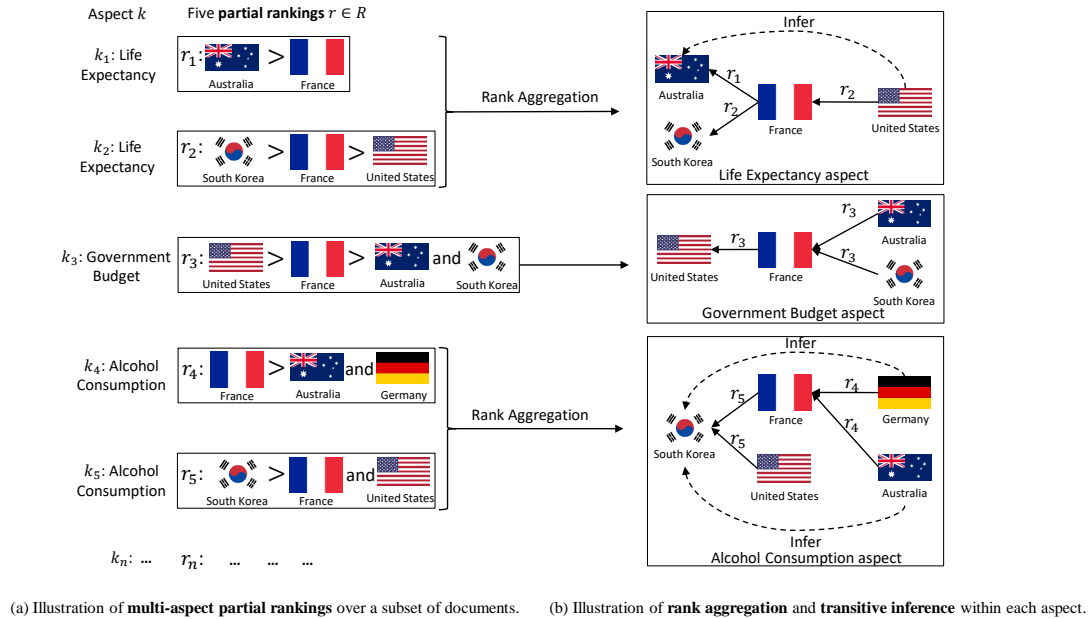 Aspect k
Five partial rankings r ∈ R
k₁: Life
Expectancy
r₁:
>
Australia
France
k₂: Life
Expectancy
r₂:
>
>
South Korea
France
United States
Rank Aggregation
k₃: Government
Budget
r₃:
>
>
and
United States
France
Australia
South Korea
k₄: Alcohol
Consumption
r₄:
>
and
France
Australia
Germany
k₅: Alcohol
Consumption
r₅:
>
and
South Korea
France
United States
Rank Aggregation
kₙ: ...
rₙ: ... ... ...
Infer
r₁
Australia
r₂
r₂
France
United States
South Korea
Life Expectancy aspect
r₃
Australia
r₃
United States
France
r₃
South Korea
Government Budget aspect
Infer
r₅
r₄
France
Germany
r₄
South Korea
r₅
United States
Australia
Infer
Alcohol Consumption aspect
(a) Illustration of multi-aspect partial rankings over a subset of documents.
(b) Illustration of rank aggregation and transitive inference within each aspect.